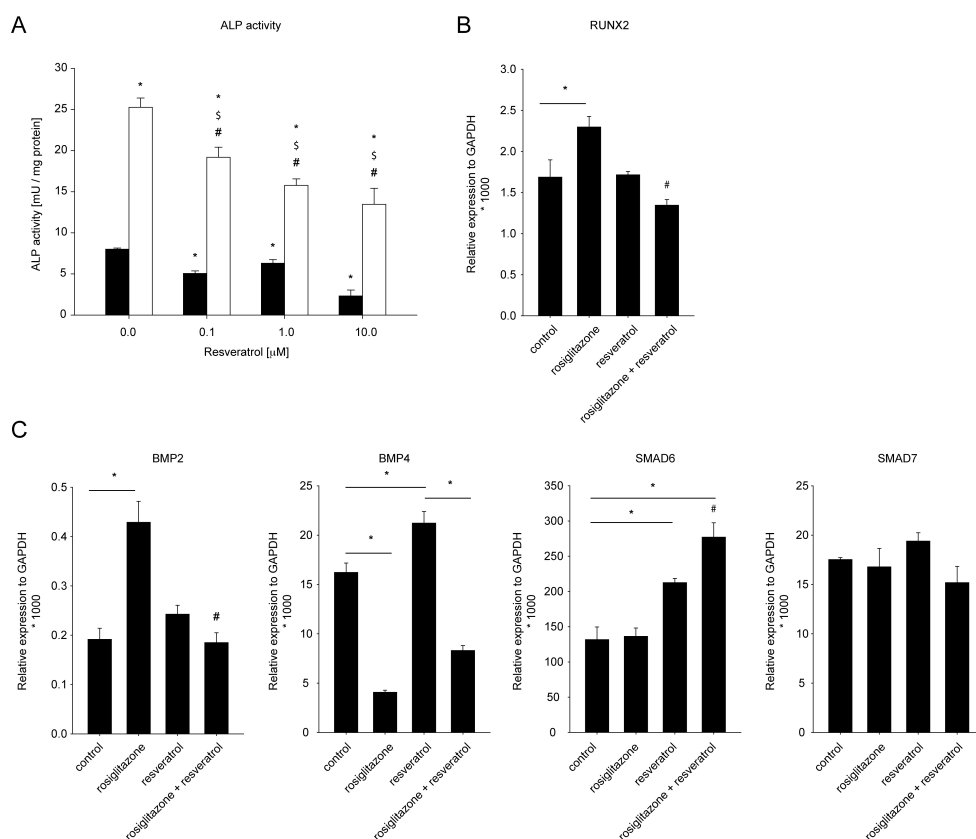 A
ALP activity
ALP activity [mU / mg protein]
30
25
20
15
10
5
0
*
*
$
#
*
$
#
*
$
#
*
*
*
0.0 0.1 1.0 10.0
Resveratrol [µM]
B
RUNX2
Relative expression to GAPDH
* 1000
3.0
2.5
2.0
1.5
1.0
0.5
0.0
*
#
control
rosiglitazone
resveratrol
rosiglitazone + resveratrol
C
BMP2
Relative expression to GAPDH
* 1000
0.5
0.4
0.3
0.2
0.1
0.0
*
#
control
rosiglitazone
resveratrol
rosiglitazone + resveratrol
BMP4
Relative expression to GAPDH
* 1000
25
20
15
10
5
0
*
*
*
control
rosiglitazone
resveratrol
rosiglitazone + resveratrol
SMAD6
Relative expression to GAPDH
* 1000
350
300
250
200
150
100
50
0
*
#
*
control
rosiglitazone
resveratrol
rosiglitazone + resveratrol
SMAD7
Relative expression to GAPDH
* 1000
25
20
15
10
5
0
control
rosiglitazone
resveratrol
rosiglitazone + resveratrol